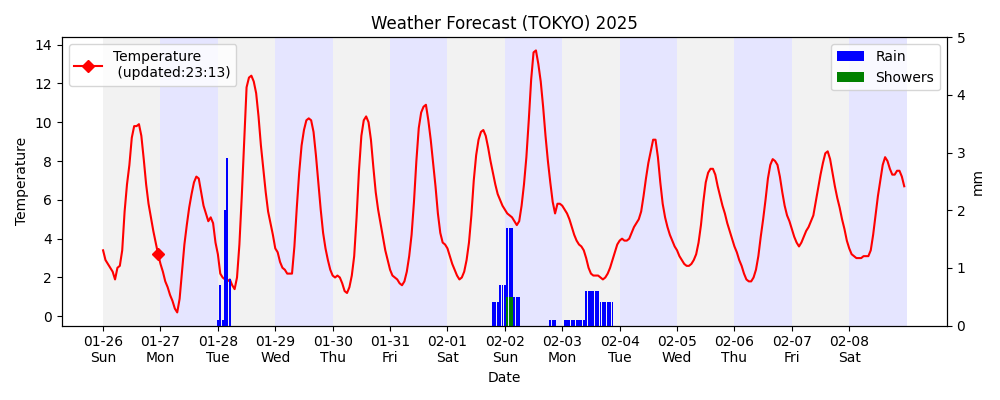 Weather Forecast (TOKYO) 2025
Temperature
(updated:23:13)
Rain
Showers
Temperature
14
12
10
8
6
4
2
0
5
4
3
2
1
0
mm
01-26 01-27 01-28 01-29 01-30 01-31 02-01 02-02 02-03 02-04 02-05 02-06 02-07 02-08
Sun Mon Tue Wed Thu Fri Sat Sun Mon Tue Wed Thu Fri Sat
Date